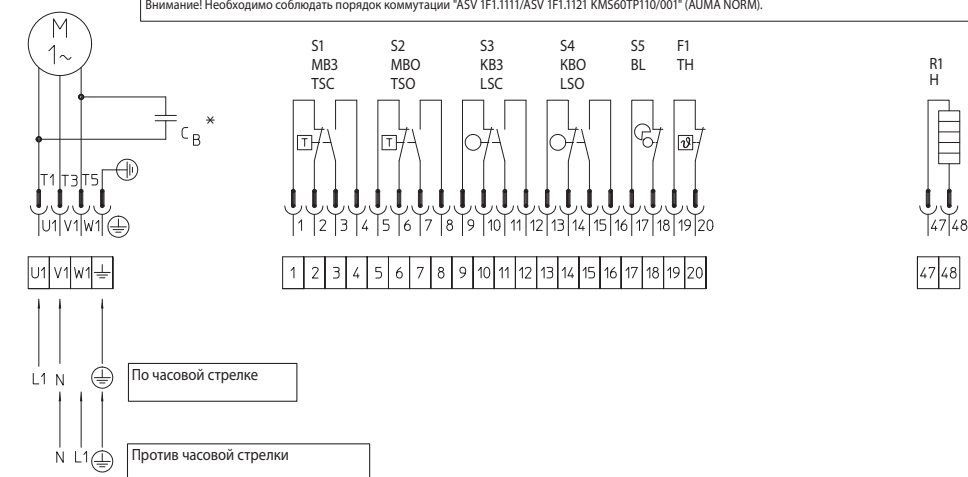 Внимание! Необходимо соблюдать порядок коммутации "ASV 1F1.1111/ASV 1F1.1121 KMS60TP110/001" (AUMA NORM).
M
1~
S1 S2 S3 S4 S5 F1
MB3 MBO KB3 KBO BL TH
TSC TSO LSC LSO
R1
H
C B *
T T ϑ
T1 T3 T5
U1 V1 W1
1 2 3 4 5 6 7 8 9 10 11 12 13 14 15 16 17 18 19 20 47 48
U1 V1 W1 1 2 3 4 5 6 7 8 9 10 11 12 13 14 15 16 17 18 19 20 47 48
L1 N
По часовой стрелке
N L1
Против часовой стрелки